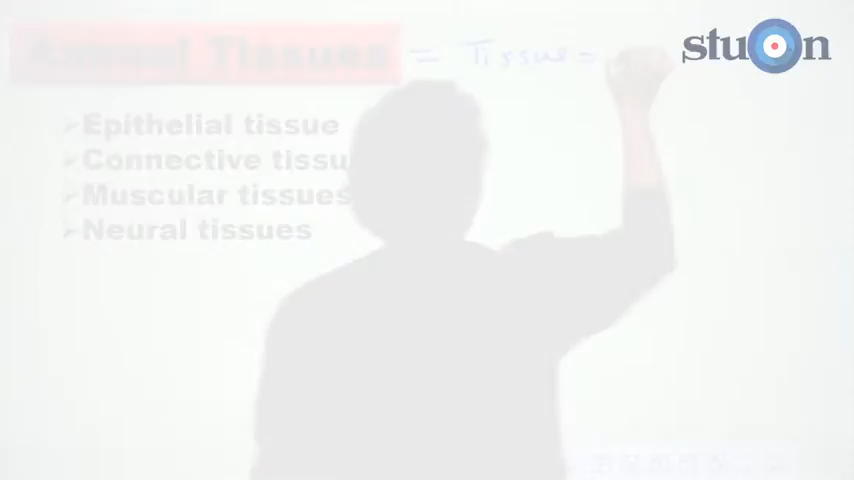 Animal Tissues = Tissue =
stuon
Epithelial tissue
Connective tissu
Muscular tissues
Neural tissues